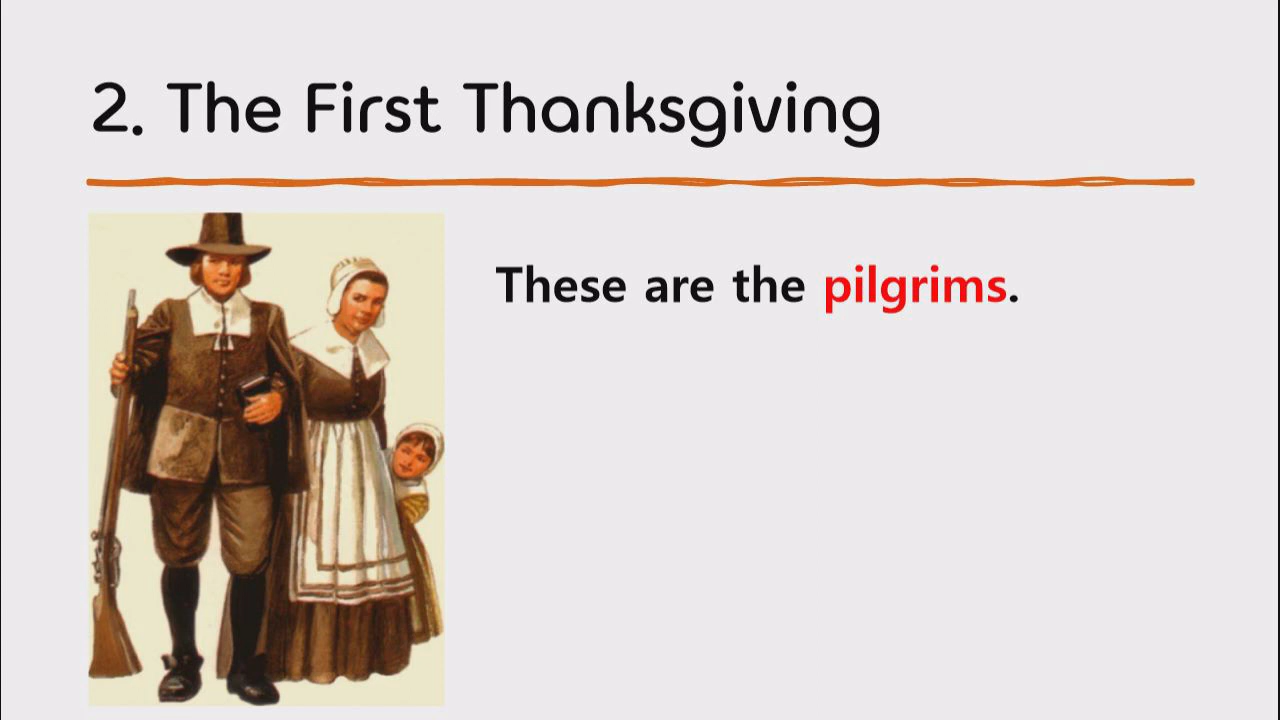 2. The First Thanksgiving
These are the pilgrims.